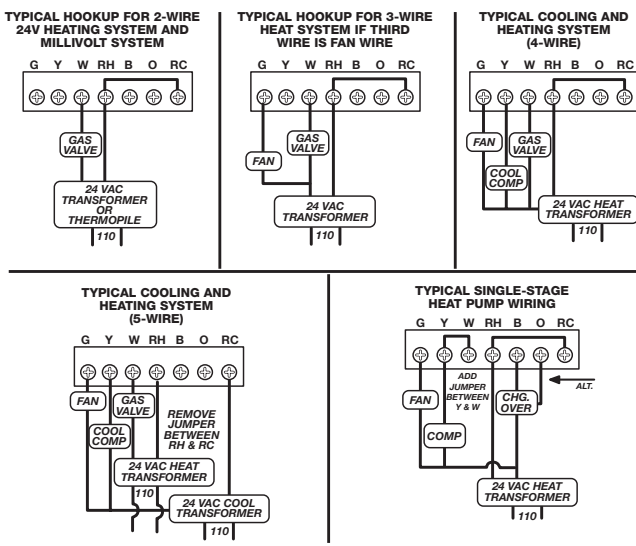 TYPICAL HOOKUP FOR 2-WIRE
24V HEATING SYSTEM AND
MILLIVOLT SYSTEM
G Y W RH B O RC
GAS
VALVE
24 VAC
TRANSFORMER
OR
THERMOPILE
110
TYPICAL HOOKUP FOR 3-WIRE
HEAT SYSTEM IF THIRD
WIRE IS FAN WIRE
G Y W RH B O RC
FAN
GAS
VALVE
24 VAC
TRANSFORMER
110
TYPICAL COOLING AND
HEATING SYSTEM
(4-WIRE)
G Y W RH B O RC
FAN
GAS
VALVE
COOL
COMP
24 VAC HEAT
TRANSFORMER
110
TYPICAL COOLING AND
HEATING SYSTEM
(5-WIRE)
G Y W RH B O RC
FAN
GAS
VALVE
COOL
COMP
REMOVE
JUMPER
BETWEEN
RH & RC
24 VAC HEAT
TRANSFORMER
110
24 VAC COOL
TRANSFORMER
110
TYPICAL SINGLE-STAGE
HEAT PUMP WIRING
G Y W RH B O RC
FAN
ADD
JUMPER
BETWEEN
Y & W
CHG.
OVER
ALT.
COMP
24 VAC HEAT
TRANSFORMER
110